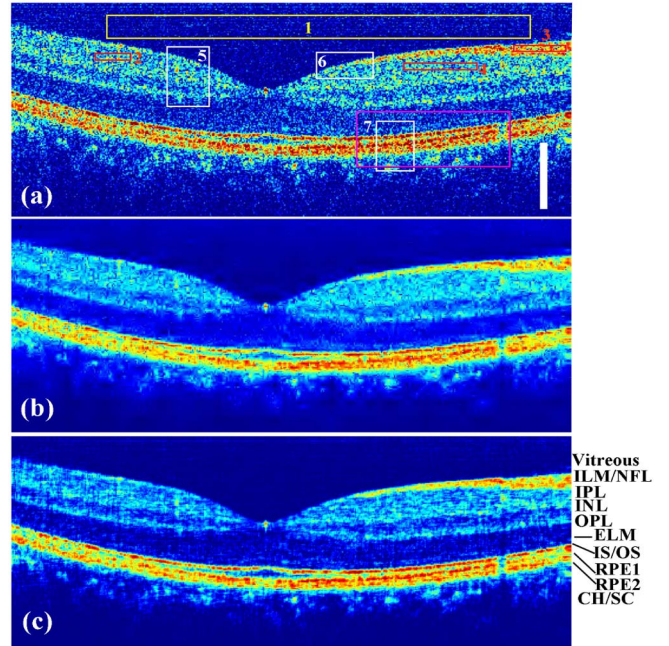 1
2
3
4
5
6
7
(a)
(b)
(c)
Vitreous
ILM/NFL
IPL
INL
OPL
ELM
IS/OS
RPE1
RPE2
CH/SC